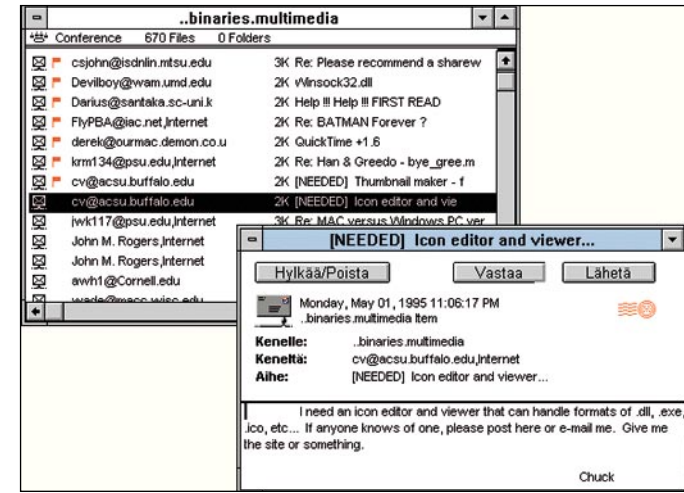 ..binaries.multimedia
Conference 670 Files 0 Folders
csjohn@isdnlin.mtsu.edu 3K Re: Please recommend a sharew
Devilboy@wam.umd.edu 2K Winsock32.dll
Darius@santaka.sc-uni.k 2K Help !!! Help !!! FIRST READ
FlyPBA@iac.net,Internet 2K Re: BATMAN Forever ?
derek@ourmac.demon.co.u 2K QuickTime +1.6
krm134@psu.edu,Internet 2K Re: Han & Greedo - bye_gree.m
cv@acsu.buffalo.edu 2K [NEEDED] Thumbnail maker - f
cv@acsu.buffalo.edu 2K [NEEDED] Icon editor and vie
jwk117@psu.edu,Internet 3K Re: MAC versus Windows PC ver
John M. Rogers,Internet
John M. Rogers,Internet
awh1@Cornell.edu
wade@macc.wisc.edu
[NEEDED] Icon editor and viewer...
Hylkää/Poista Vastaa Lähetä
Monday, May 01, 1995 11:06:17 PM
..binaries.multimedia Item
Kenelle: ..binaries.multimedia
Keneltä: cv@acsu.buffalo.edu,Internet
Aihe: [NEEDED] Icon editor and viewer...
I need an icon editor and viewer that can handle formats of .dll, .exe,
.ico, etc... If anyone knows of one, please post here or e-mail me. Give me
the site or something.
Chuck